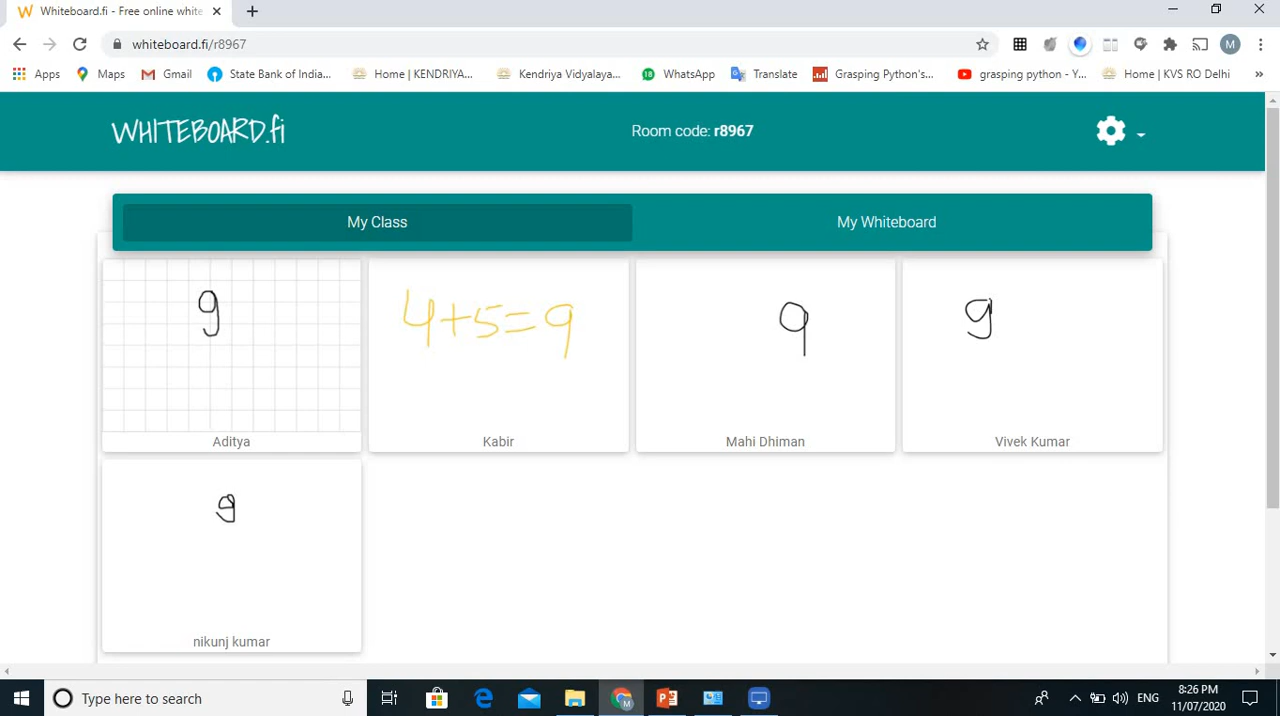 Whiteboard.fi - Free online white
whiteboard.fi/r8967
Apps Maps Gmail State Bank of India... Home | KENDRIYA... Kendriya Vidyalaya... WhatsApp Translate Grasping Python's... grasping python - Y... Home | KVS RO Delhi »
WHITEBOARD.fi Room code: r8967
My Class My Whiteboard
9 4+5=9 9 9
Aditya Kabir Mahi Dhiman Vivek Kumar
9
nikunj kumar
Type here to search ENG 8:26 PM
11/07/2020